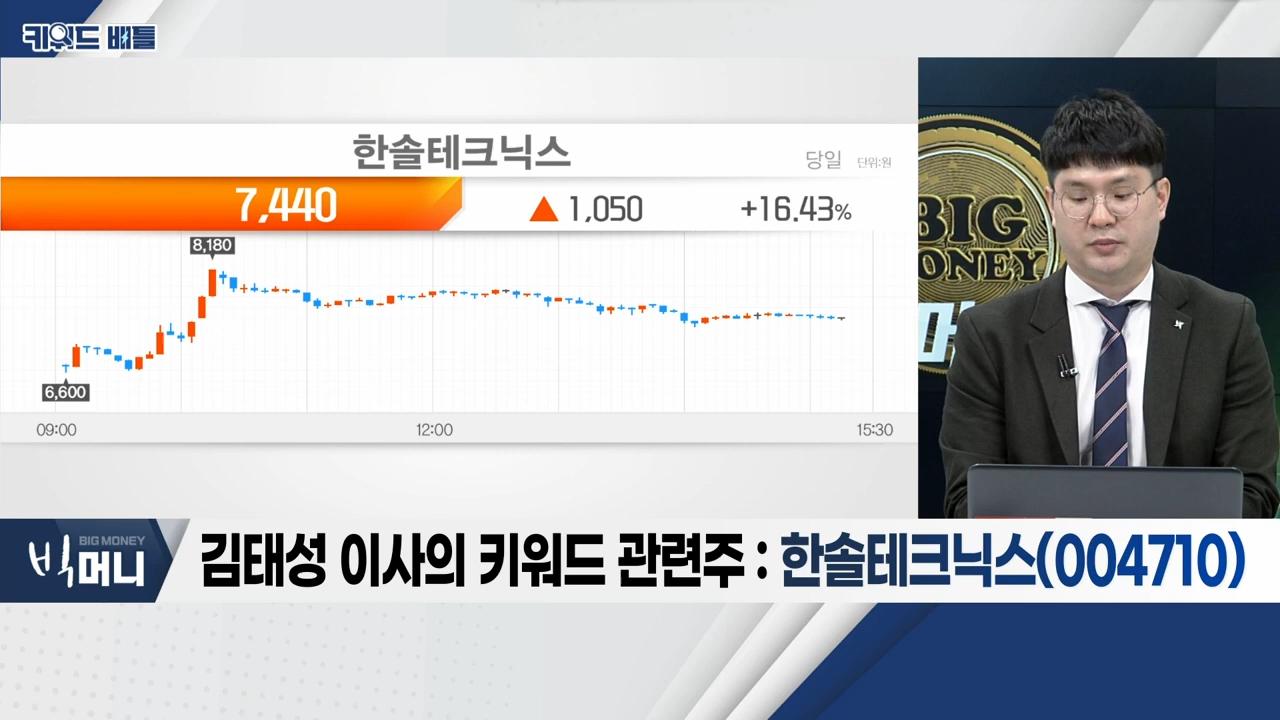 키워드 배틀
한솔테크닉스
당일 단위:원
7,440 ▲ 1,050 +16.43%
8,180
6,600
09:00 12:00 15:30
BIG
MONEY
BIG MONEY
빅머니
김태성 이사의 키워드 관련주 : 한솔테크닉스(004710)